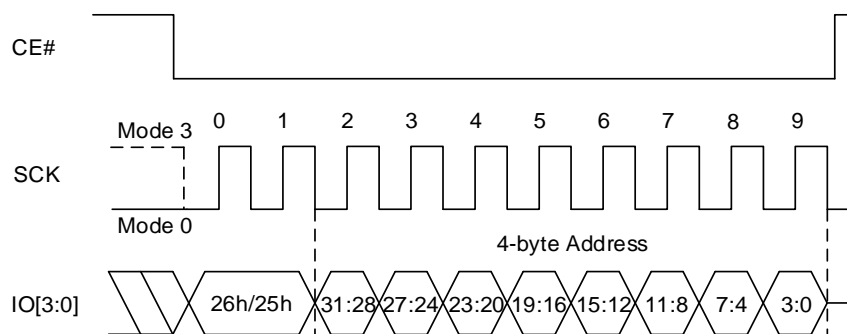 CE#
Mode 3 0 1 2 3 4 5 6 7 8 9
SCK
Mode 0
4-byte Address
IO[3:0] 26h/25h 31:28 27:24 23:20 19:16 15:12 11:8 7:4 3:0